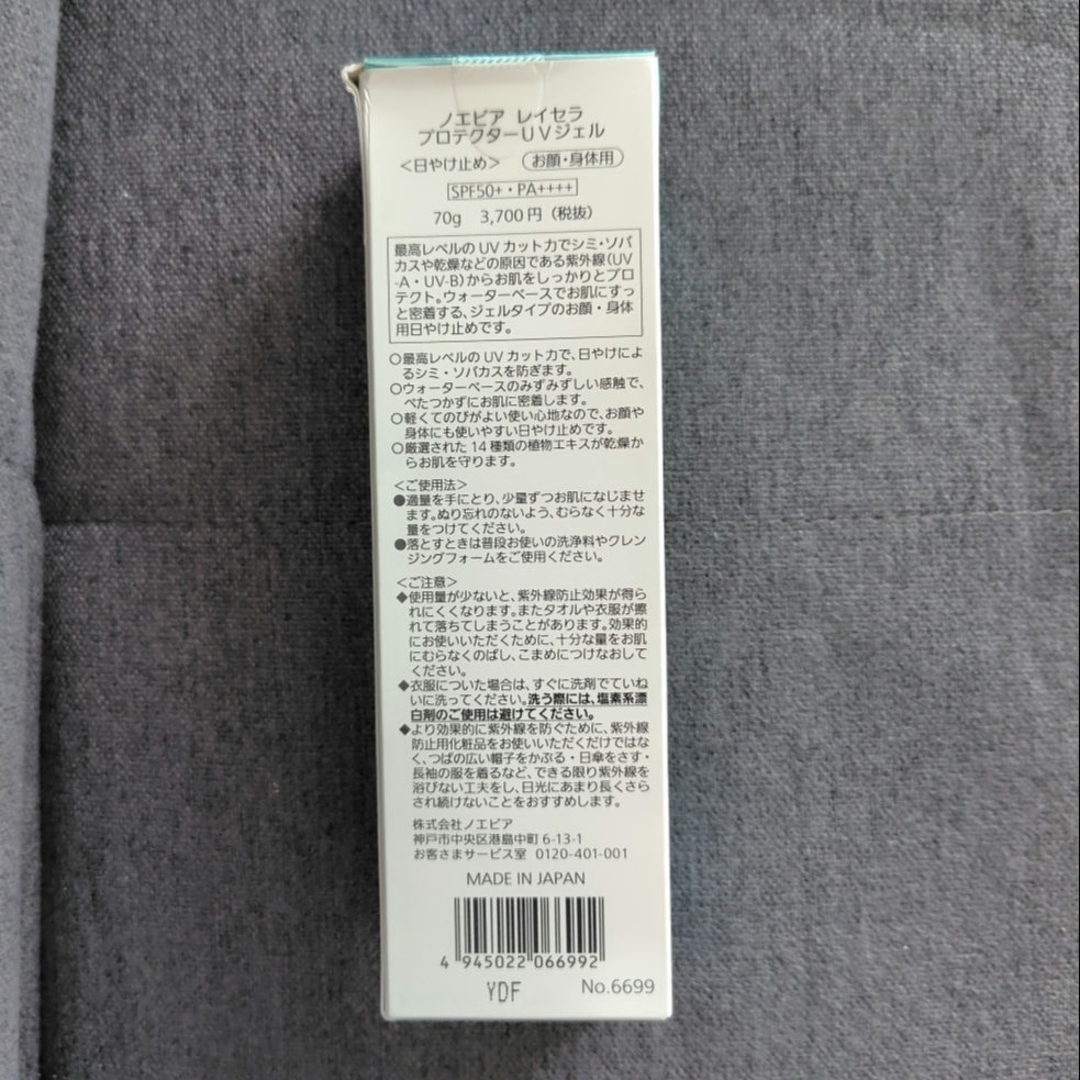 ノエビア レイセラ
プロテクターUVジェル
＜日やけ止め＞ お顔・身体用
SPF50+・PA++++
70g 3,700円（税抜）
最高レベルのUVカット力でシミ・ソバ
カスや乾燥などの原因である紫外線（UV
-A・UV-B）からお肌をしっかりとプロ
テクト。ウォーターベースでお肌にすっ
と密着する、ジェルタイプのお顔・身体
用日やけ止めです。
○最高レベルのUVカット力で、日やけによ
るシミ・ソバカスを防ぎます。
○ウォーターベースのみずみずしい感触で、
べたつかずにお肌に密着します。
○軽くてのびがよい使い心地なので、お顔や
身体にも使いやすい日やけ止めです。
○厳選された14種類の植物エキスが乾燥か
らお肌を守ります。
＜ご使用法＞
●適量を手にとり、少量ずつお肌になじませ
ます。ぬり忘れのないよう、むらなく十分な
量をつけてください。
●落とすときは普段お使いの洗浄料やクレン
ジングフォームをご使用ください。
＜ご注意＞
◆使用量が少ないと、紫外線防止効果が得ら
れにくくなります。またタオルや衣服が擦
れて落ちてしまうことがあります。効果的
にお使いいただくために、十分な量をお肌
にむらなくのばし、こまめにつけなおして
ください。
◆衣服についた場合は、すぐに洗剤でていね
いに洗ってください。洗う際には、塩素系漂
白剤のご使用は避けてください。
◆より効果的に紫外線を防ぐために、紫外線
防止用化粧品をお使いいただくだけではな
く、つばの広い帽子をかぶる・日傘をさす・
長袖の服を着るなど、できる限り紫外線を
浴びない工夫をし、日光にあまり長くさら
され続けないことをおすすめします。
株式会社ノエビア
神戸市中央区港島中町6-13-1
お客さまサービス室 0120-401-001
MADE IN JAPAN
4 945022 066992
YDF No.6699